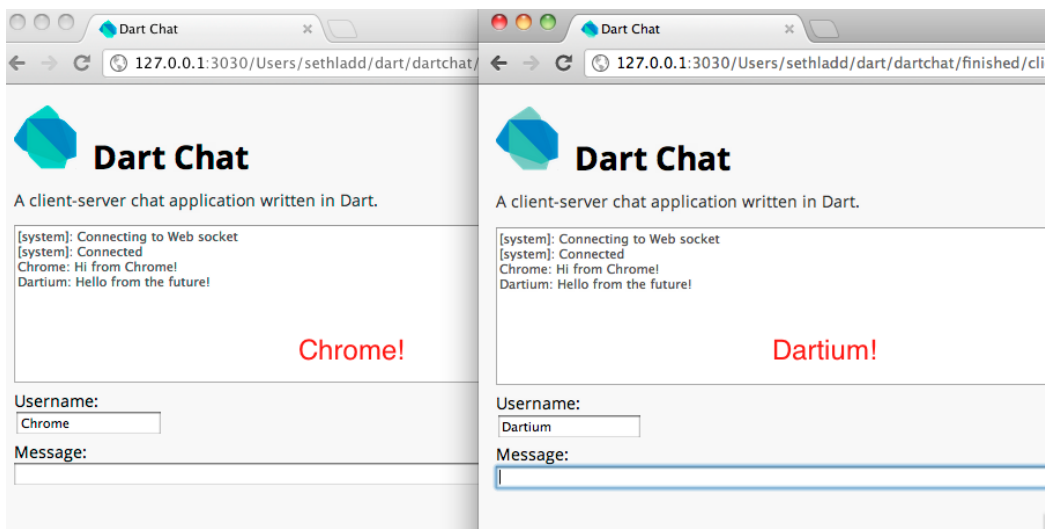 Dart Chat
127.0.0.1:3030/Users/sethladd/dart/dartchat/
Dart Chat
A client-server chat application written in Dart.
[system]: Connecting to Web socket
[system]: Connected
Chrome: Hi from Chrome!
Dartium: Hello from the future!
Chrome!
Username:
Chrome
Message:
Dart Chat
127.0.0.1:3030/Users/sethladd/dart/dartchat/finished/cli
Dart Chat
A client-server chat application written in Dart.
[system]: Connecting to Web socket
[system]: Connected
Chrome: Hi from Chrome!
Dartium: Hello from the future!
Dartium!
Username:
Dartium
Message: